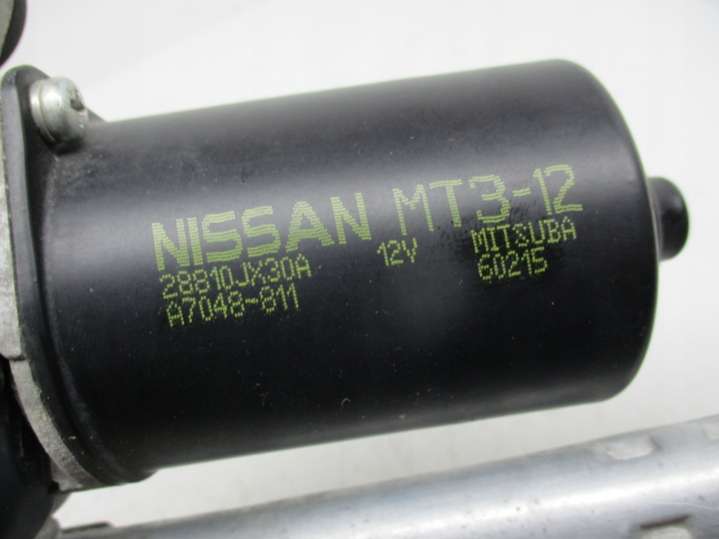 NISSAN MT3-12
28810JX30A 12V MITSUBA
A7048-811 60215